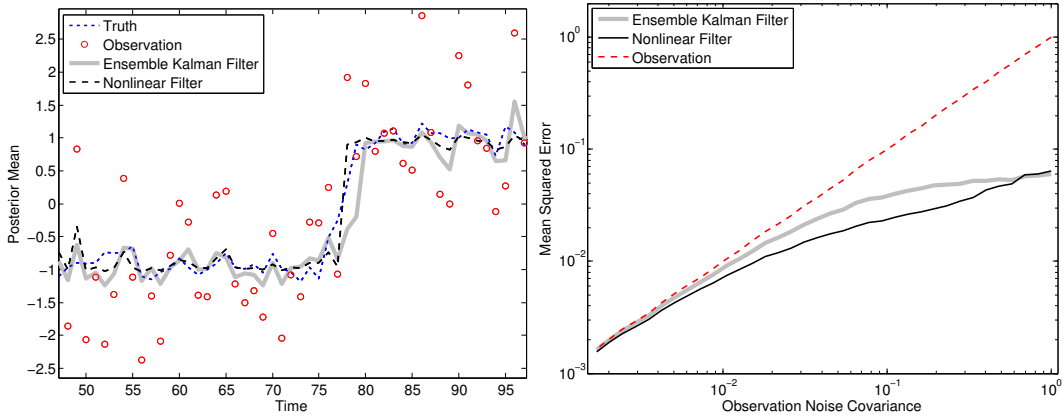 Truth
Observation
Ensemble Kalman Filter
Nonlinear Filter
Posterior Mean
2.5
2
1.5
1
0.5
0
-0.5
-1
-1.5
-2
-2.5
50 55 60 65 70 75 80 85 90 95
Time
Ensemble Kalman Filter
Nonlinear Filter
Observation
Mean Squared Error
10^0
10^-1
10^-2
10^-3
10^-2 10^-1 10^0
Observation Noise Covariance